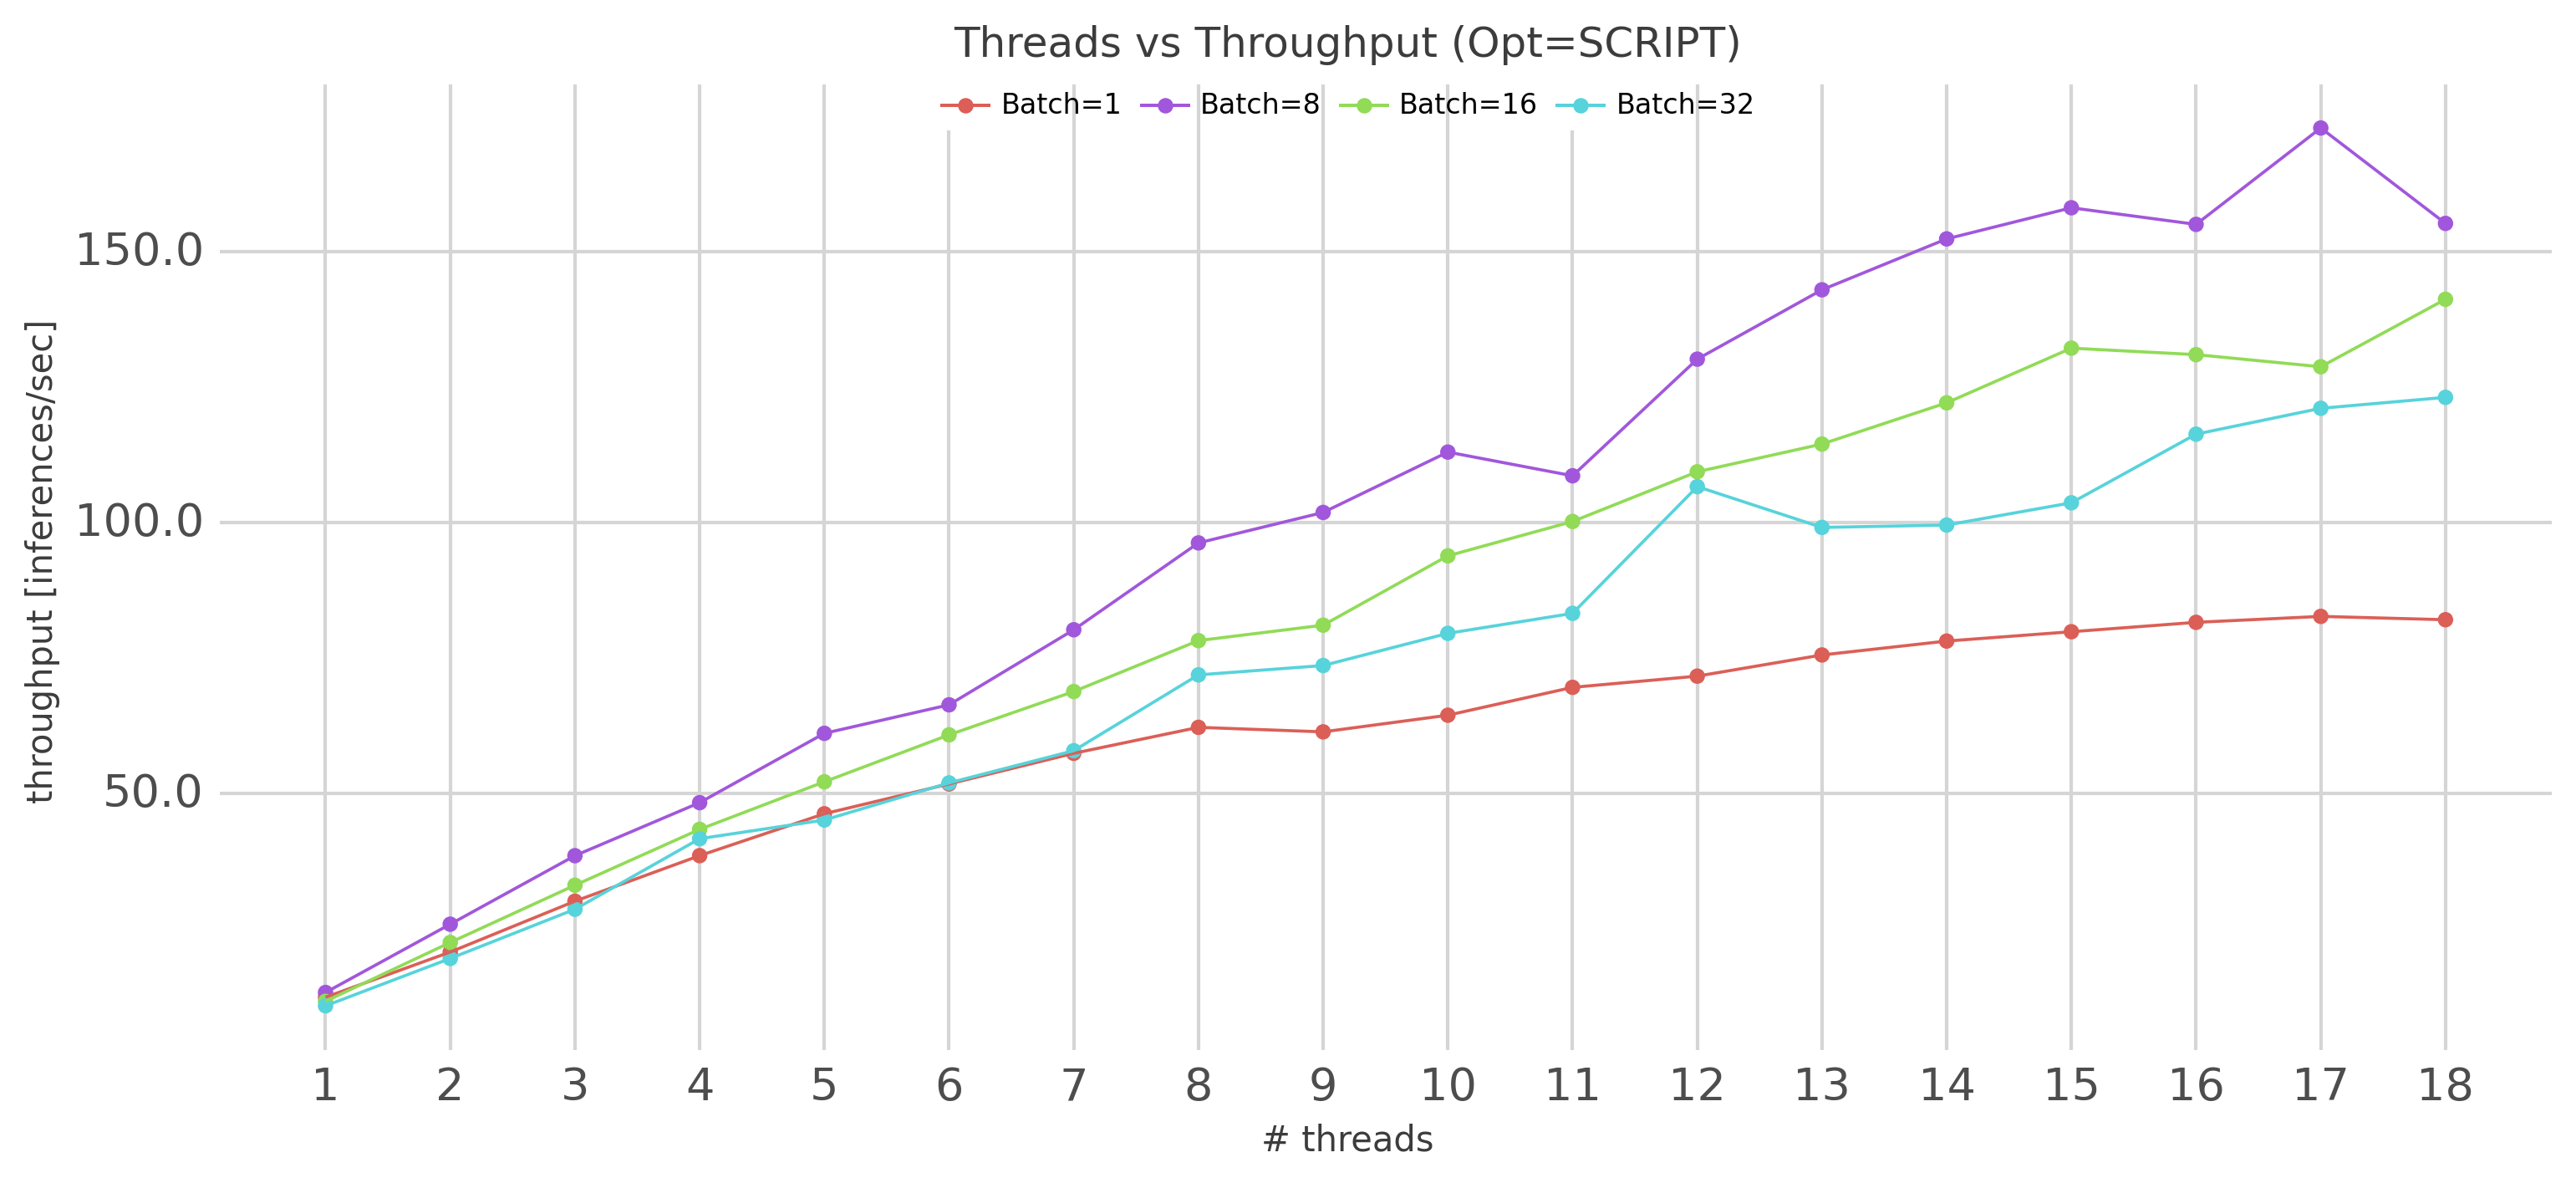 Threads vs Throughput (Opt=SCRIPT)
Batch=1 Batch=8 Batch=16 Batch=32
throughput [inferences/sec]
150.0
100.0
50.0
1 2 3 4 5 6 7 8 9 10 11 12 13 14 15 16 17 18
# threads